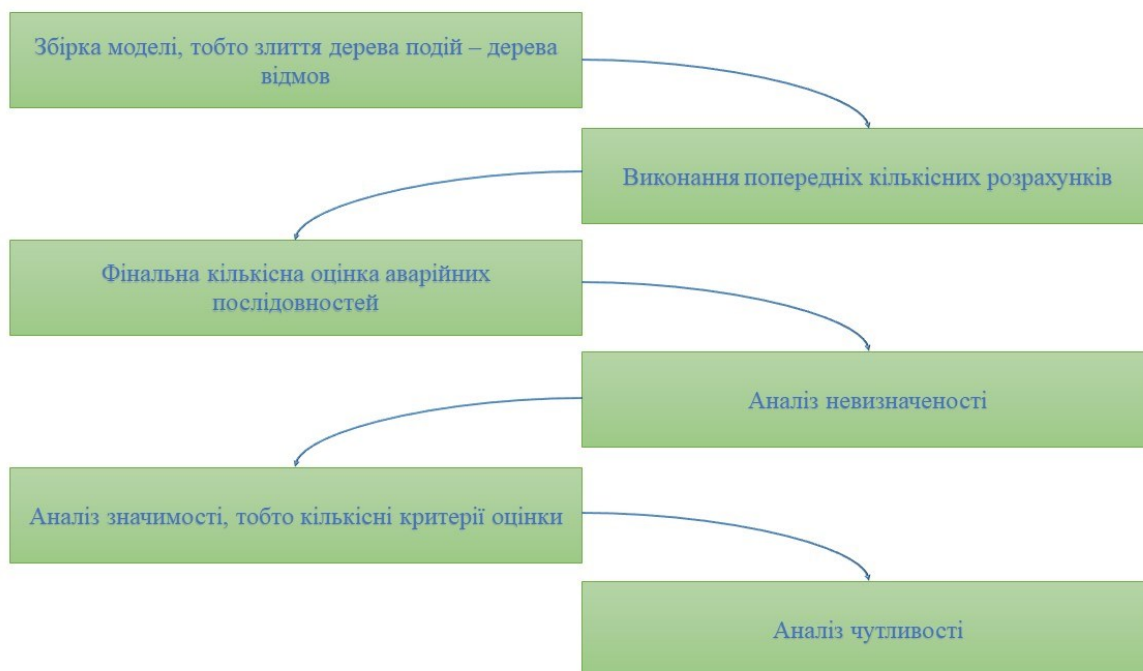 Збірка моделі, тобто злиття дерева подій – дерева
відмов
Виконання попередніх кількісних розрахунків
Фінальна кількісна оцінка аварійних
послідовностей
Аналіз невизначеності
Аналіз значимості, тобто кількісні критерії оцінки
Аналіз чутливості